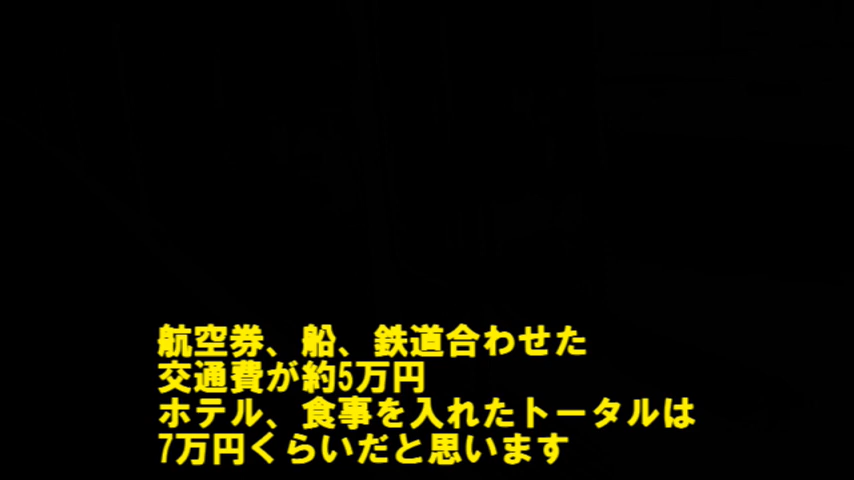 航空券、船、鉄道合わせた
交通費が約5万円
ホテル、食事を入れたトータルは
7万円くらいだと思います